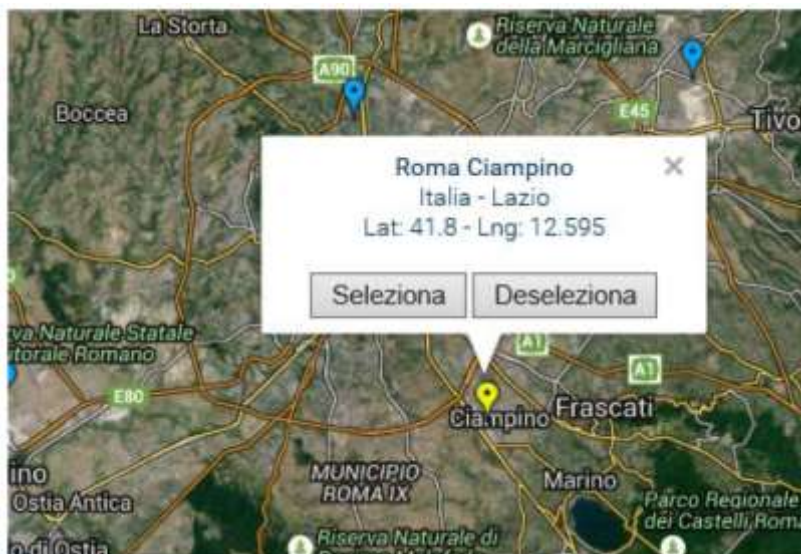 La Storta
Riserva Naturale
della Marcigliana
A90
Boccea
E45
Tivo
Roma Ciampino
×
Italia - Lazio
Lat: 41.8 - Lng: 12.595
Seleziona
Deseleziona
rva Naturale Statale
utorale Romano
A1
A1
E80
Ciampino
Frascati
MUNICIPIO
ROMA IX
Marino
ino
Ostia Antica
Parco Regionale
dei Castelli Roma
o di Ostia
Riserva Naturale di